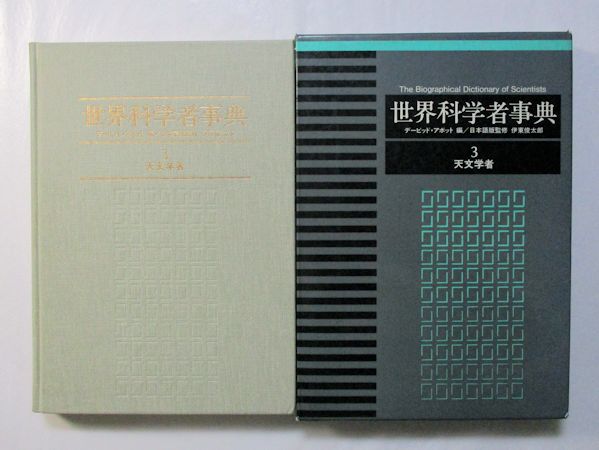 世界科学者事典
3
天文学者
The Biographical Dictionary of Scientists
世界科学者事典
デービッド・アボット 編／日本語版監修 伊東俊太郎
3
天文学者